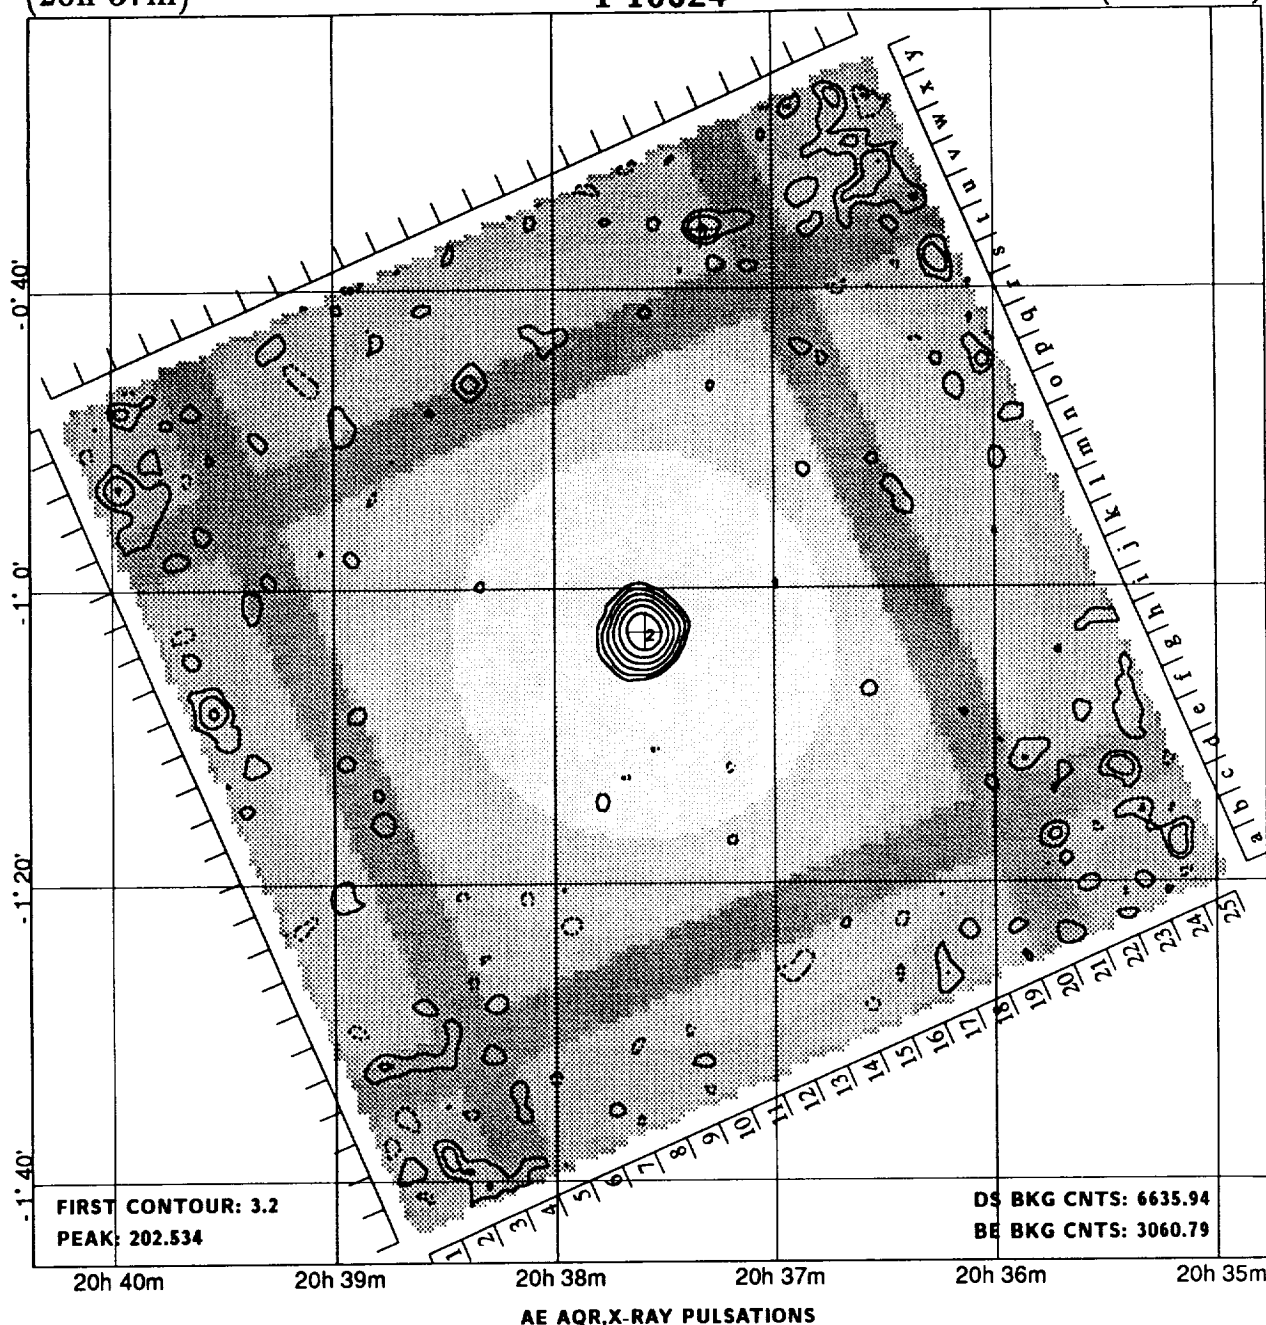 - 0° 40'
- 1° 0'
- 1° 20'
- 1° 40'
y x w v u t s r q p o n m l k j i h g f e d c b a
2
1 2 3 4 5 6 7 8 9 10 11 12 13 14 15 16 17 18 19 20 21 22 23 24 25
FIRST CONTOUR: 3.2
PEAK: 202.534
DS BKG CNTS: 6635.94
BE BKG CNTS: 3060.79
20h 40m 20h 39m 20h 38m 20h 37m 20h 36m 20h 35m
AE AQR,X-RAY PULSATIONS